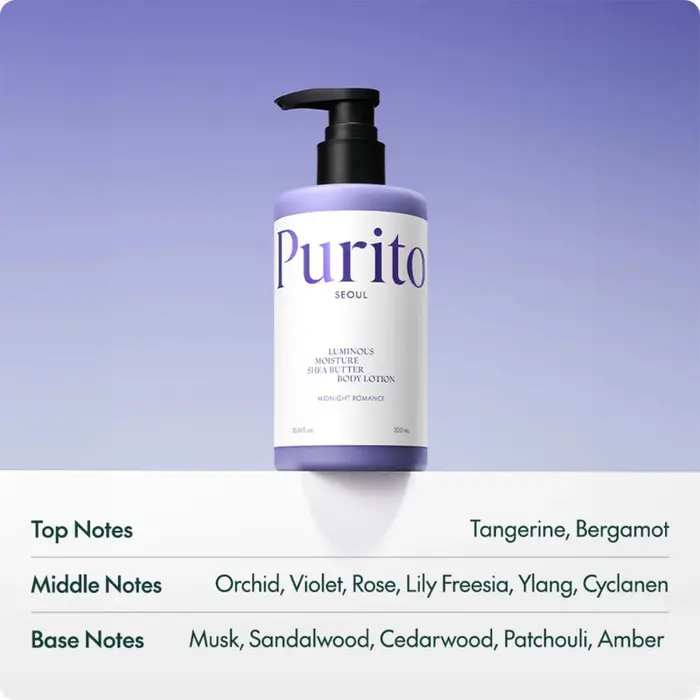 Purito
SEOUL
LUMINOUS
MOISTURE
SHEA BUTTER
BODY LOTION
MIDNIGHT ROMANCE
300 mL
Top Notes Tangerine, Bergamot
Middle Notes Orchid, Violet, Rose, Lily Freesia, Ylang, Cyclanen
Base Notes Musk, Sandalwood, Cedarwood, Patchouli, Amber